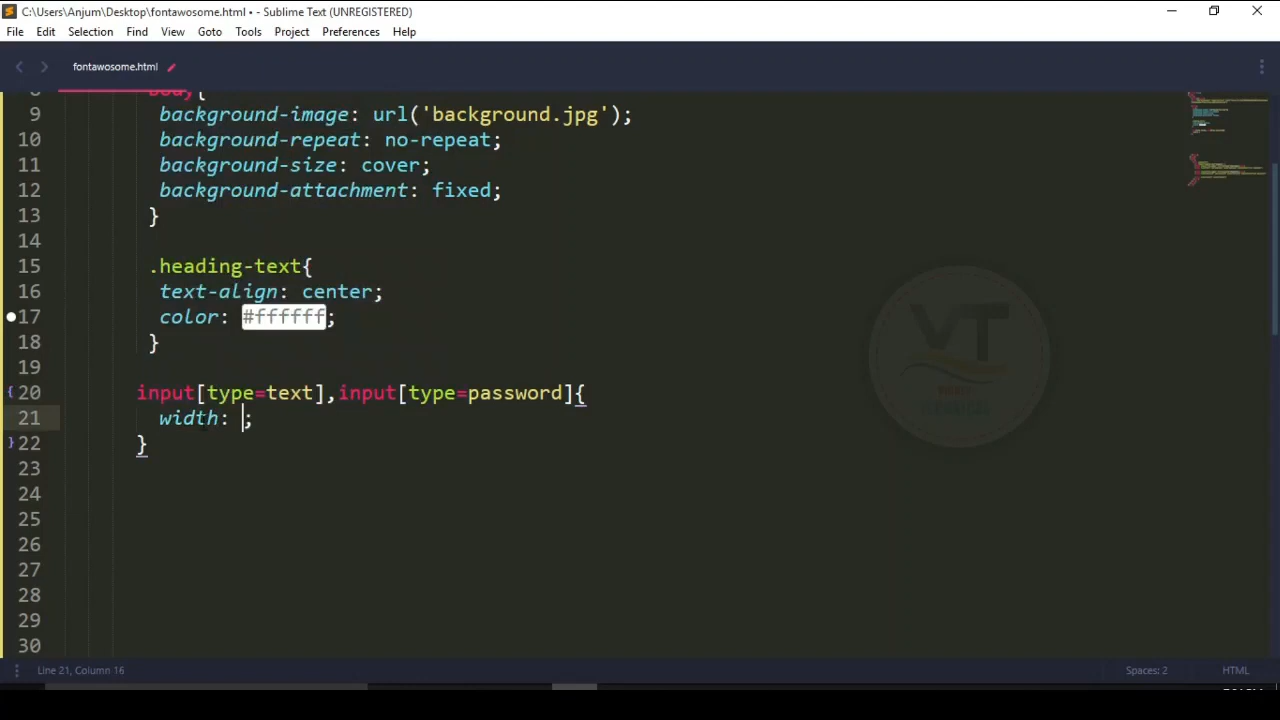 C:\Users\Anjum\Desktop\fontawosome.html • - Sublime Text (UNREGISTERED)
File Edit Selection Find View Goto Tools Project Preferences Help
fontawosome.html
body{
9 background-image: url('background.jpg');
10 background-repeat: no-repeat;
11 background-size: cover;
12 background-attachment: fixed;
13 }
14
15 .heading-text{
16 text-align: center;
17 color: #ffffff;
18 }
19
20 input[type=text],input[type=password]{
21 width: ;
22 }
23
24
25
26
27
28
29
30
VT
Line 21, Column 16 Spaces: 2 HTML